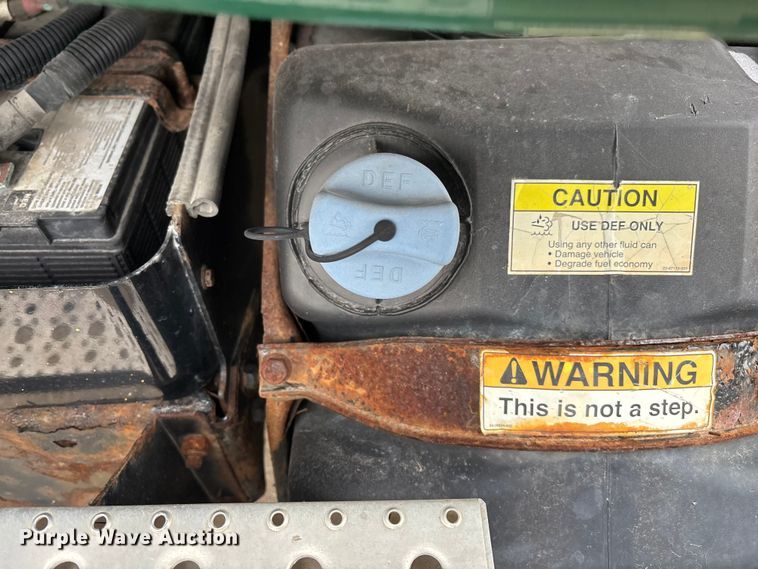 DEF
DEF
CAUTION
USE DEF ONLY
Using any other fluid can
• Damage vehicle
• Degrade fuel economy
WARNING
This is not a step.
Purple Wave Auction